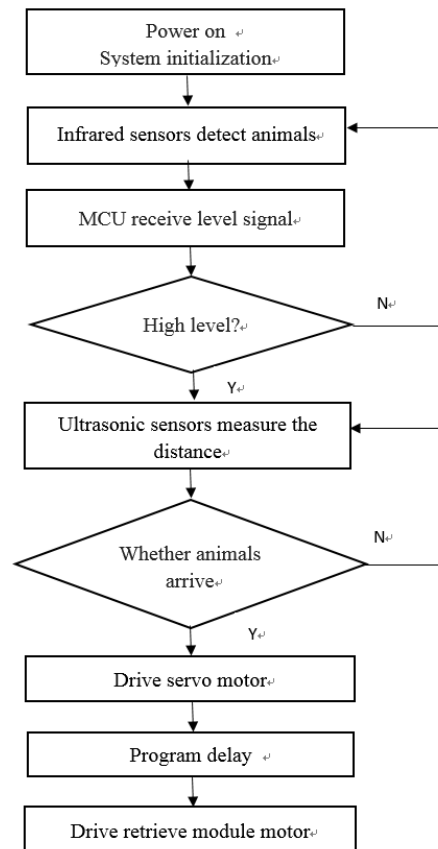 Power on
System initialization
Infrared sensors detect animals
MCU receive level signal
High level?
N
Y
Ultrasonic sensors measure the
distance
Whether animals
arrive
N
Y
Drive servo motor
Program delay
Drive retrieve module motor